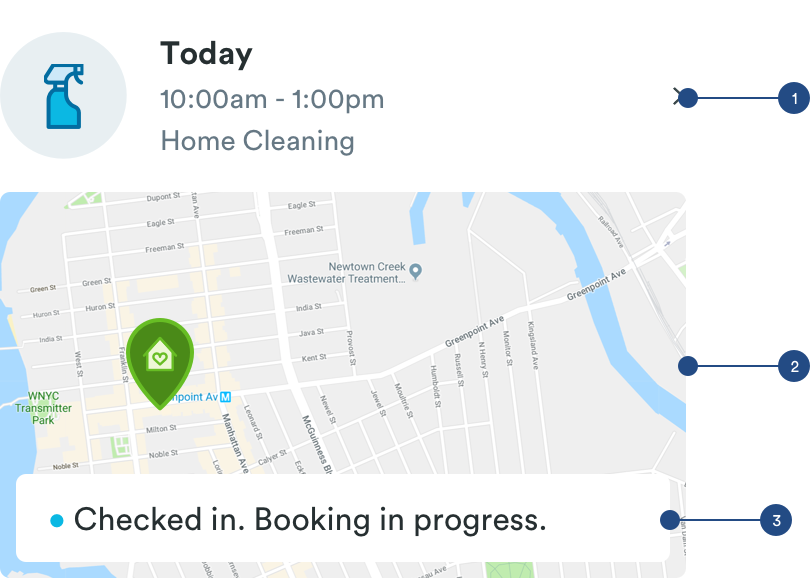 Today
10:00am - 1:00pm
Home Cleaning
1
Dupont St
Eagle St
Eagle St
Freeman St
Freeman St
Railroad Ave
Newtown Creek
Wastewater Treatment...
Green St
Green St
Greenpoint Ave
Huron St
Huron St
India St
India St
Java St
Provost St
Greenpoint Ave
Kingsland Ave
Monitor St
N Henry St
Russell St
Humboldt St
Kent St
West St
Franklin St
2
WNYC
Transmitter
Park
npoint Av M
Newel St
Jewel St
Moultrie St
Leonard St
Manhattan Ave
McGuinness Bl
Milton St
Noble St
Noble St
Calyer St
Checked in. Booking in progress.
3